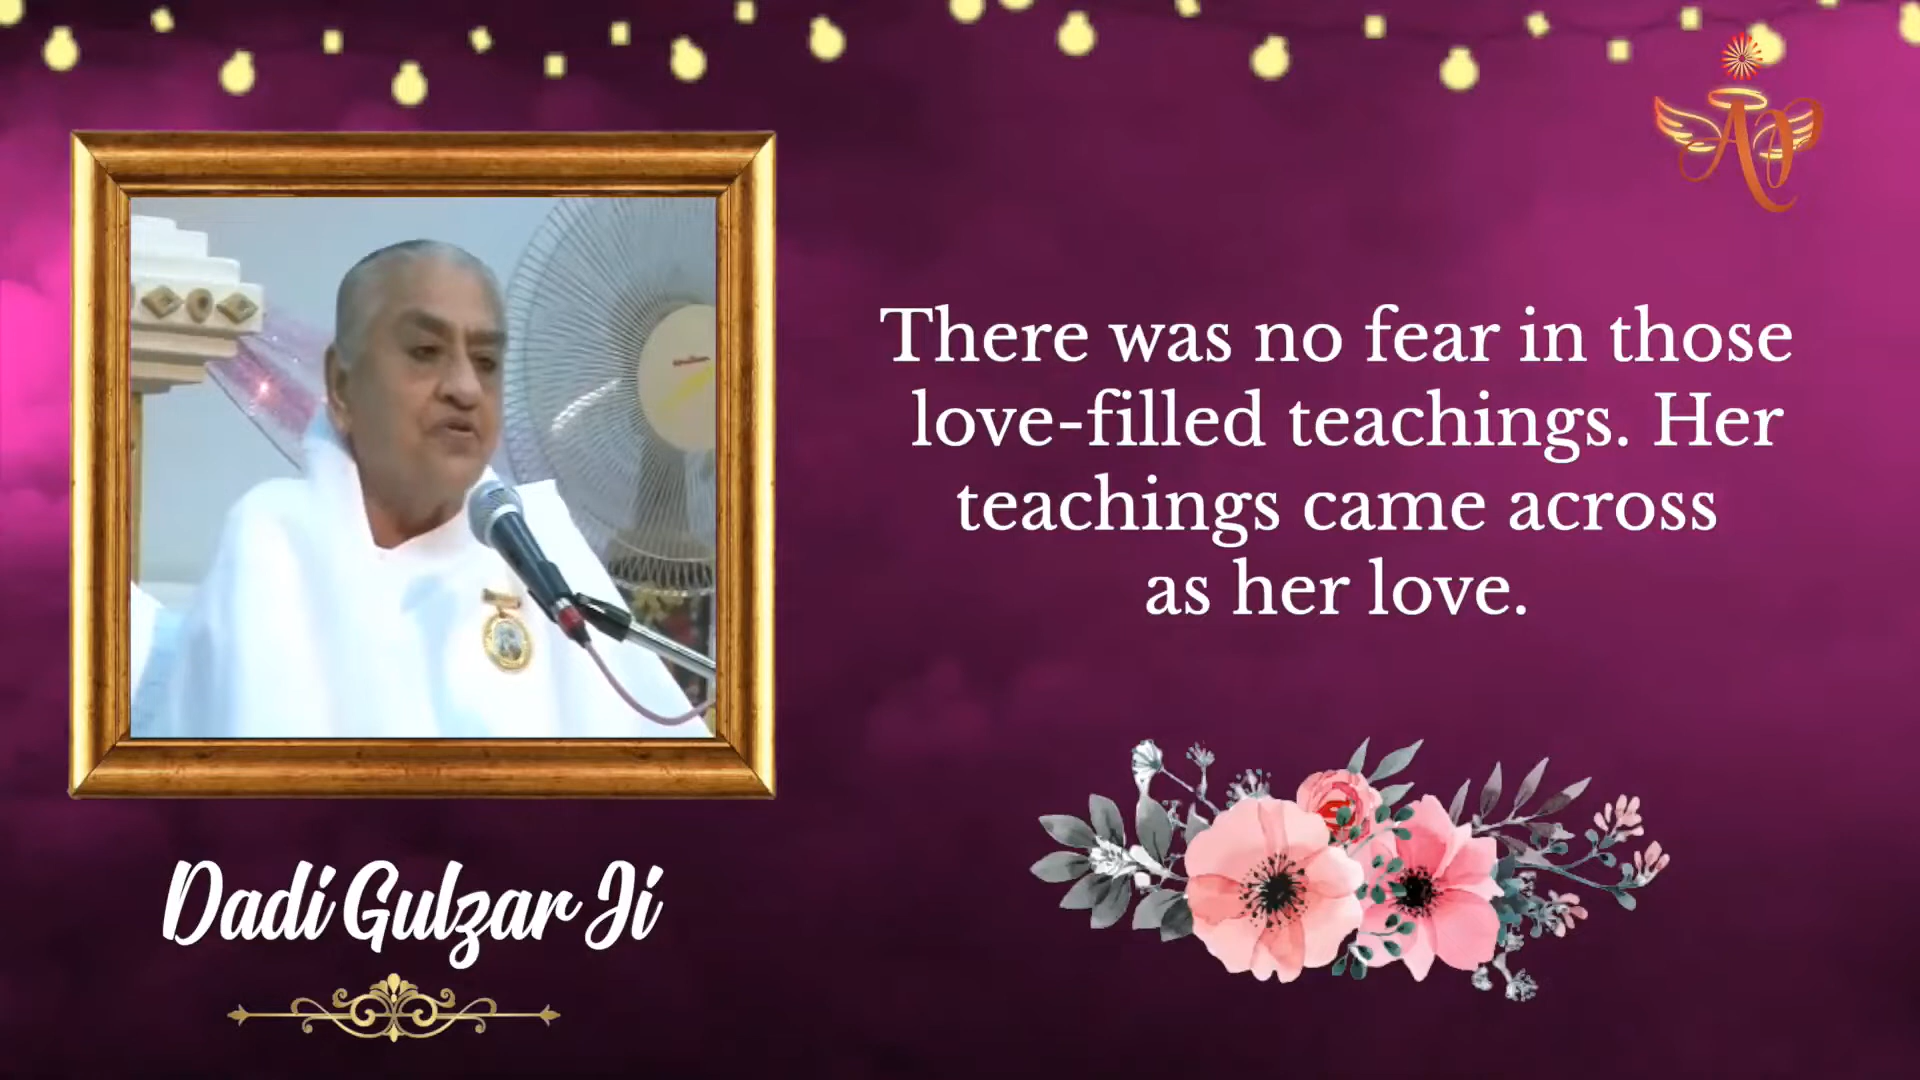 There was no fear in those
love-filled teachings. Her
teachings came across
as her love.
Dadi Gulzar Ji